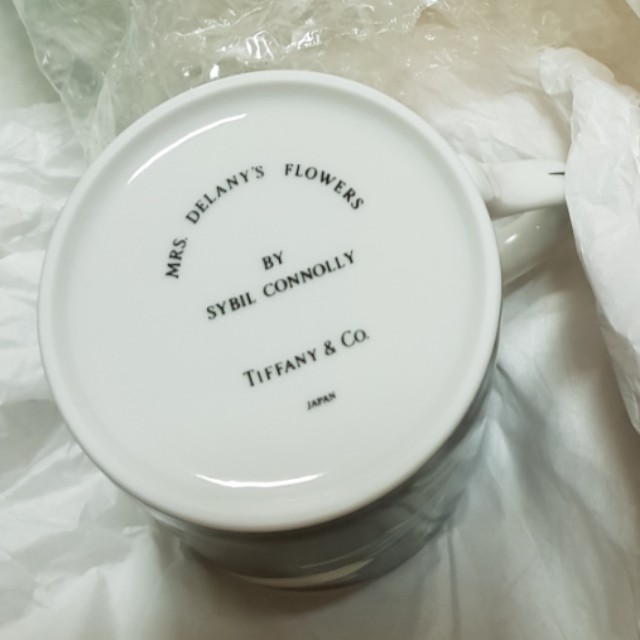 MRS. DELANY'S FLOWERS
BY
SYBIL CONNOLLY
TIFFANY & CO.
JAPAN